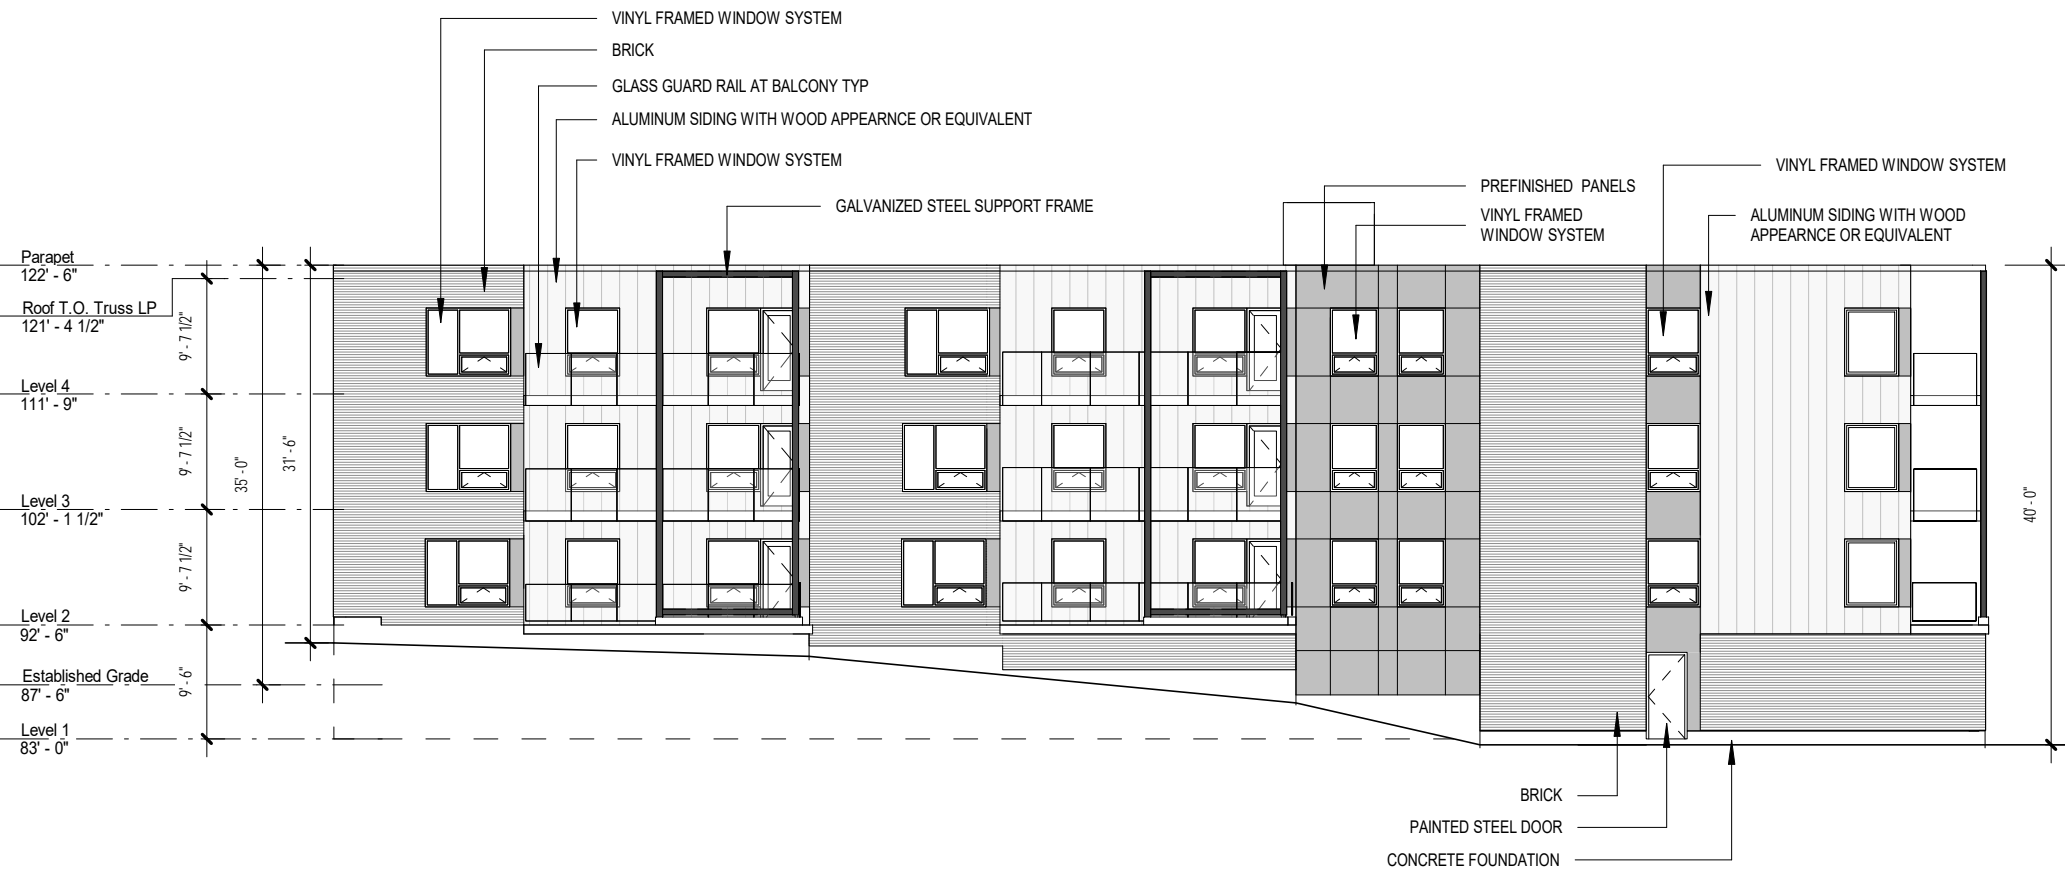 VINYL FRAMED WINDOW SYSTEM
BRICK
GLASS GUARD RAIL AT BALCONY TYP
ALUMINUM SIDING WITH WOOD APPEARNCE OR EQUIVALENT
VINYL FRAMED WINDOW SYSTEM
GALVANIZED STEEL SUPPORT FRAME
PREFINISHED PANELS
VINYL FRAMED
WINDOW SYSTEM
VINYL FRAMED WINDOW SYSTEM
ALUMINUM SIDING WITH WOOD
APPEARNCE OR EQUIVALENT
Parapet
122' - 6"
Roof T.O. Truss LP
121' - 4 1/2"
Level 4
111' - 9"
Level 3
102' - 1 1/2"
Level 2
92' - 6"
Established Grade
87' - 6"
Level 1
83' - 0"
9' - 7 1/2"
9' - 7 1/2"
9' - 7 1/2"
9' - 6"
35' - 0"
31' - 6"
40' - 0"
BRICK
PAINTED STEEL DOOR
CONCRETE FOUNDATION